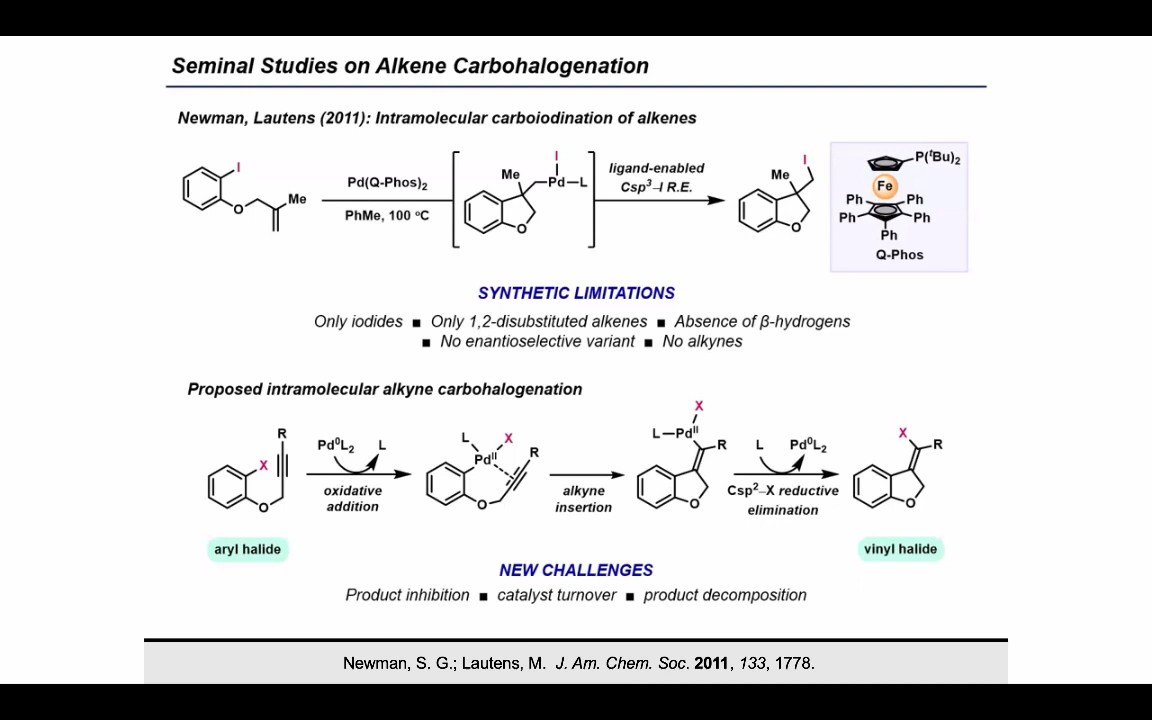 Seminal Studies on Alkene Carbohalogenation
Newman, Lautens (2011): Intramolecular carboiodination of alkenes
I
O
Me
Pd(Q-Phos)2
PhMe, 100 ºC
I
Me
Pd–L
O
ligand-enabled
Csp3–I R.E.
I
Me
O
P(tBu)2
Fe
Ph Ph
Ph Ph
Ph
Q-Phos
SYNTHETIC LIMITATIONS
Only iodides ■ Only 1,2-disubstituted alkenes ■ Absence of β-hydrogens
■ No enantioselective variant ■ No alkynes
Proposed intramolecular alkyne carbohalogenation
R
X
O
Pd0L2 L
oxidative
addition
L X
PdII
R
O
alkyne
insertion
X
L–PdII
R
O
L Pd0L2
Csp2–X reductive
elimination
X
R
O
aryl halide
vinyl halide
NEW CHALLENGES
Product inhibition ■ catalyst turnover ■ product decomposition
Newman, S. G.; Lautens, M. J. Am. Chem. Soc. 2011, 133, 1778.